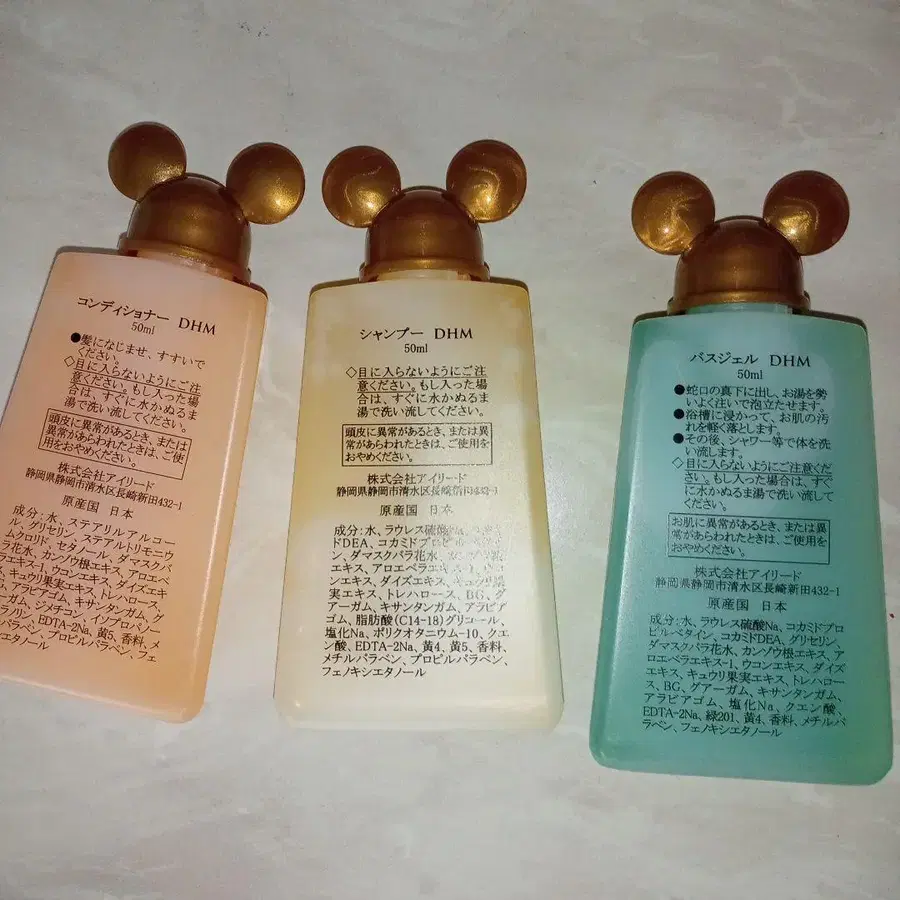 コンディショナー DHM
50ml
●髪になじませ、すすいで
ください。
◇目に入らないようにご注
意ください。もし入った場
合は、すぐに水かぬるま
湯で洗い流してください。
頭皮に異常があるとき、または
異常があらわれたときは、ご使
用をおやめください。
株式会社アイリード
静岡県静岡市清水区長崎新田432-1
原産国 日本
成分:水、ステアリルアルコー
ル、グリセリン、ステアルトリモニウ
ムクロリド、セタノール、ダマスクバ
ラ花水、カンゾウ根エキス、アロエベ
ラエキス-1、ウコンエキス、ダイズエキ
ス、キュウリ果実エキス、トレハロース、
グアーガム、キサンタンガム、
アラビアゴム、ジメチコン、イソプロパノー
EDTA-2Na、黄5、香料、メ
チルパラベン、プロピルパラベン、フェ
ノキシエタノール
シャンプー DHM
50ml
◇目に入らないようにご注
意ください。もし入った場
合は、すぐに水かぬるま
湯で洗い流してください。
頭皮に異常があるとき、または異
常があらわれたときは、ご使用を
おやめください。
株式会社アイリード
静岡県静岡市清水区長崎新田432-1
原産国 日本
成分:水、ラウレス硫酸Na、
ドDEA、コカミドプロピル
ン、ダマスクバラ花水、カンゾウ根
エキス、アロエベラエキス-1、ウコ
ンエキス、ダイズエキス、キュウリ果
実エキス、トレハロース、BG、グ
アーガム、キサンタンガム、アラビア
ゴム、脂肪酸(C14-18)グリコール、
塩化Na、ポリクオタニウム-10、クエ
ン酸、EDTA-2Na、黄4、黄5、香料、
メチルパラベン、プロピルパラベン、
フェノキシエタノール
バスジェル DHM
50ml
●蛇口の真下に出し、お湯を勢
いよく注いで泡立たせます。
●浴槽に浸かって、お肌の汚
れを軽く落とします。
●その後、シャワー等で体を洗
い流します。
◇目に入らないようにご注意くだ
さい。もし入った場合は、すぐ
に水かぬるま湯で洗い流して
ください。
お肌に異常があるとき、または異
常があらわれたときは、ご使用を
おやめください。
株式会社アイリード
静岡県静岡市清水区長崎新田432-1
原産国 日本
成分:水、ラウレス硫酸Na、コカミドプロ
ピルベタイン、コカミドDEA、グリセリン、
ダマスクバラ花水、カンゾウ根エキス、ア
ロエベラエキス-1、ウコンエキス、ダイズ
エキス、キュウリ果実エキス、トレハロー
ス、BG、グアーガム、キサンタンガム、
アラビアゴム、塩化Na、クエン酸、
EDTA-2Na、緑201、黄4、香料、メチルパ
ラベン、フェノキシエタノール